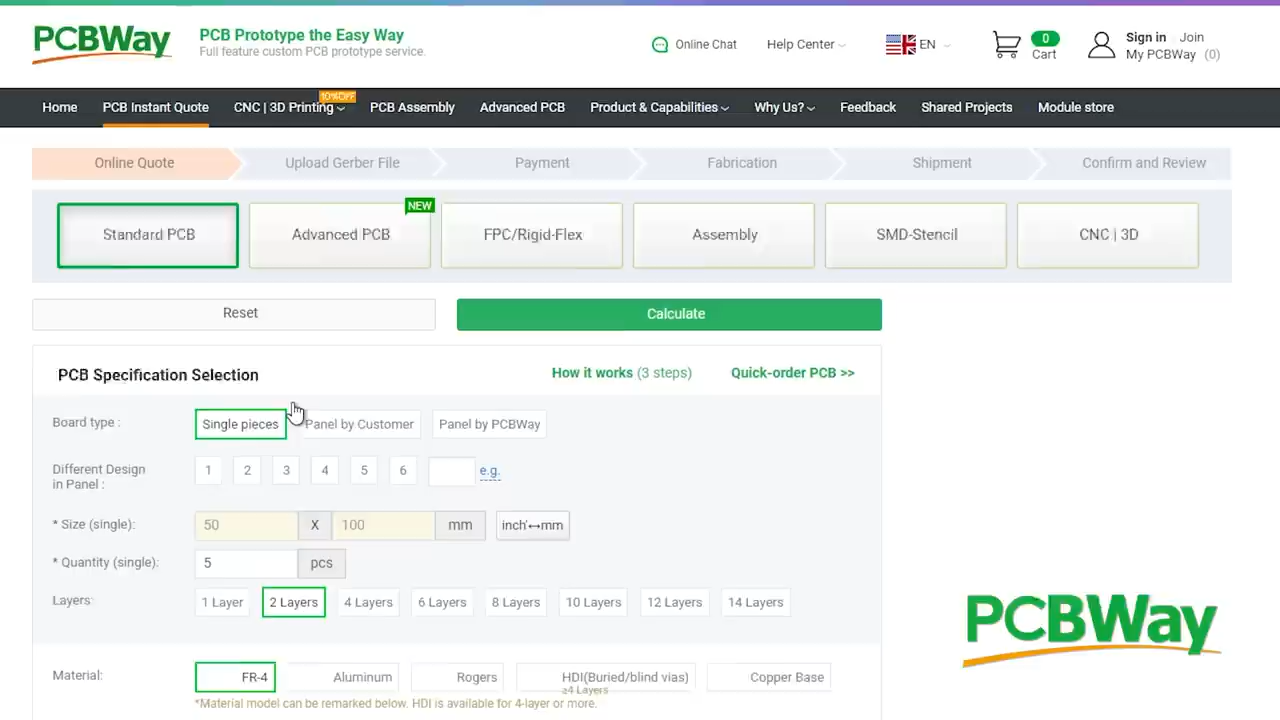 PCBWay
PCB Prototype the Easy Way
Full feature custom PCB prototype service.
Online Chat
Help Center
EN
0
Cart
Sign in Join
My PCBWay (0)
Home PCB Instant Quote CNC | 3D Printing 10%OFF PCB Assembly Advanced PCB Product & Capabilities Why Us? Feedback Shared Projects Module store
Online Quote Upload Gerber File Payment Fabrication Shipment Confirm and Review
NEW
Standard PCB Advanced PCB FPC/Rigid-Flex Assembly SMD-Stencil CNC | 3D
Reset Calculate
PCB Specification Selection How it works (3 steps) Quick-order PCB >>
Board type : Single pieces Panel by Customer Panel by PCBWay
Different Design
in Panel :
1 2 3 4 5 6 e.g.
* Size (single): 50 X 100 mm inch'↔mm
* Quantity (single): 5 pcs
Layers: 1 Layer 2 Layers 4 Layers 6 Layers 8 Layers 10 Layers 12 Layers 14 Layers
PCBWay
Material: FR-4 Aluminum Rogers HDI(Buried/blind vias) Copper Base
≥4 Layers
*Material model can be remarked below. HDI is available for 4-layer or more.